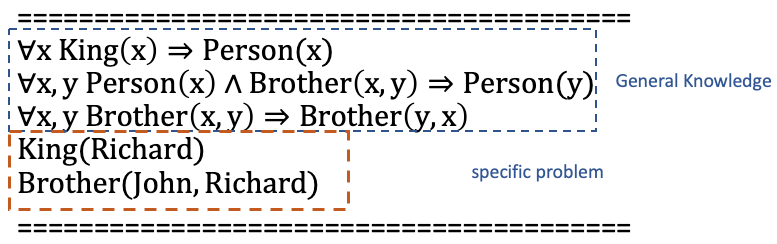 ========================================
∀x King(x) ⇒ Person(x)
∀x, y Person(x) ∧ Brother(x, y) ⇒ Person(y)
General Knowledge
∀x, y Brother(x, y) ⇒ Brother(y, x)
King(Richard)
Brother(John, Richard)
specific problem
========================================